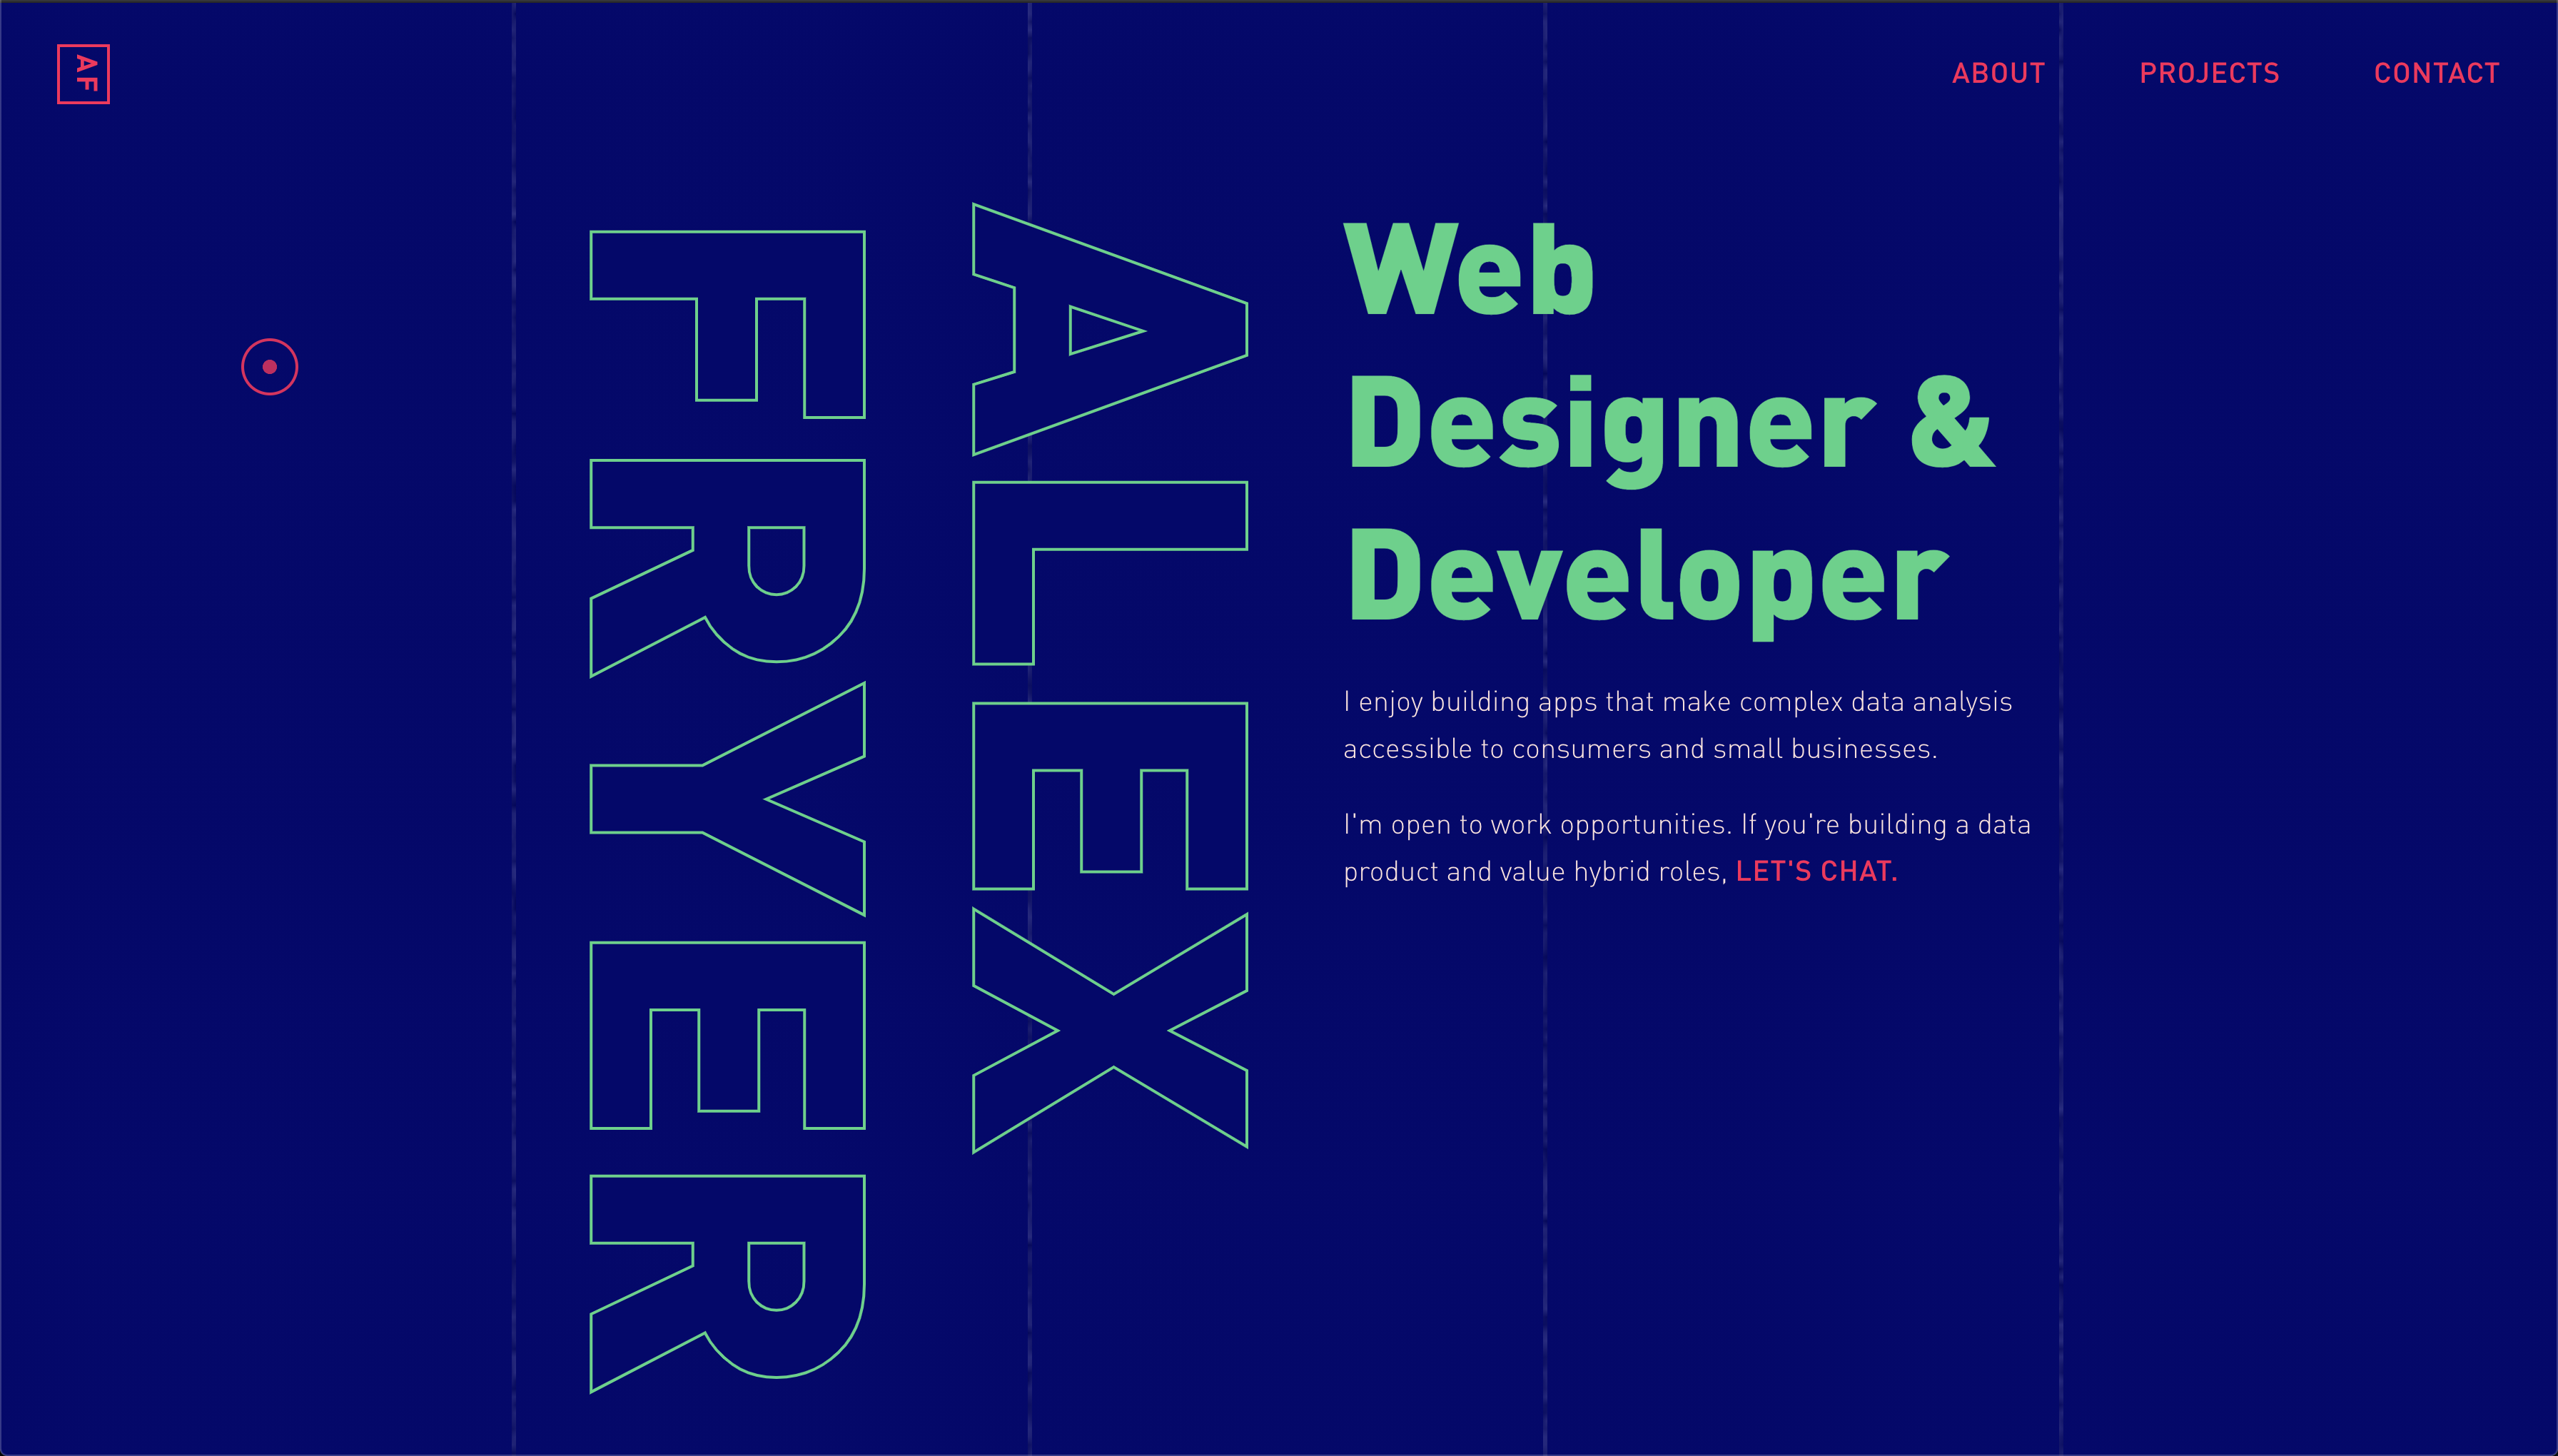 AF
ABOUT
PROJECTS
CONTACT
ALEX
FRYER
Web
Designer &
Developer
I enjoy building apps that make complex data analysis
accessible to consumers and small businesses.
I'm open to work opportunities. If you're building a data
product and value hybrid roles, LET'S CHAT.